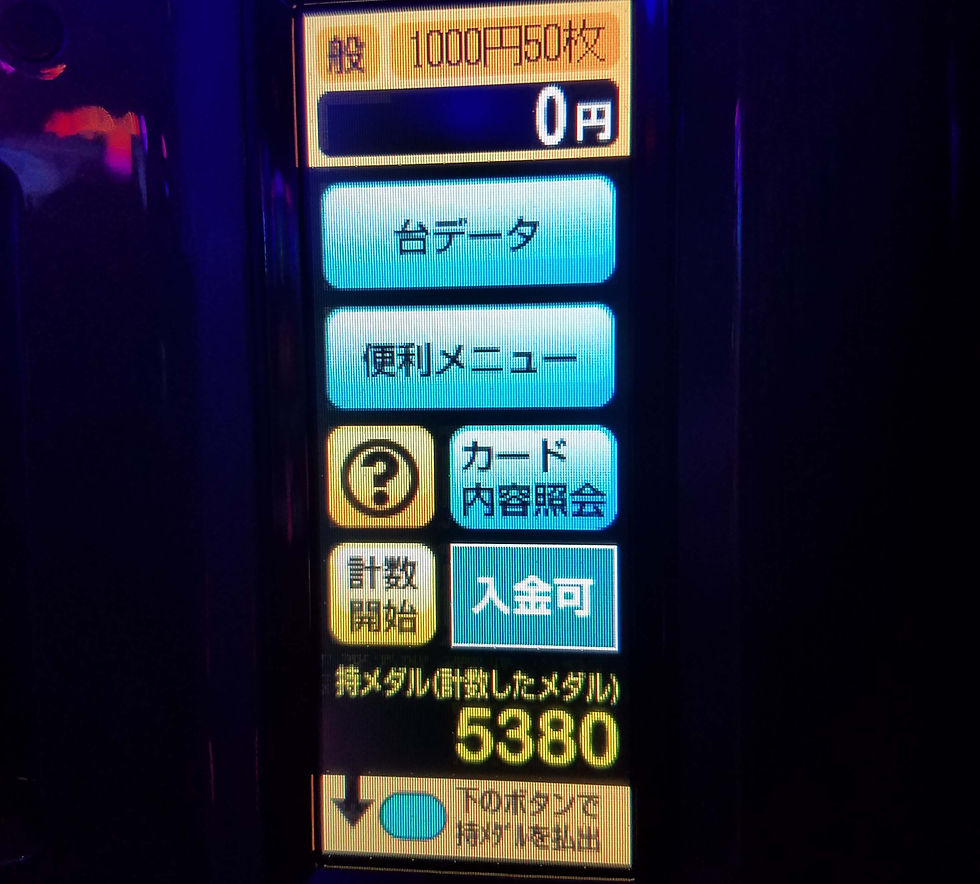 般 1000円50枚
0円
台データ
便利メニュー
?
カード
内容照会
計数
開始
入金可
持メダル(計数したメダル)
5380
下のボタンで
持メダルを払出